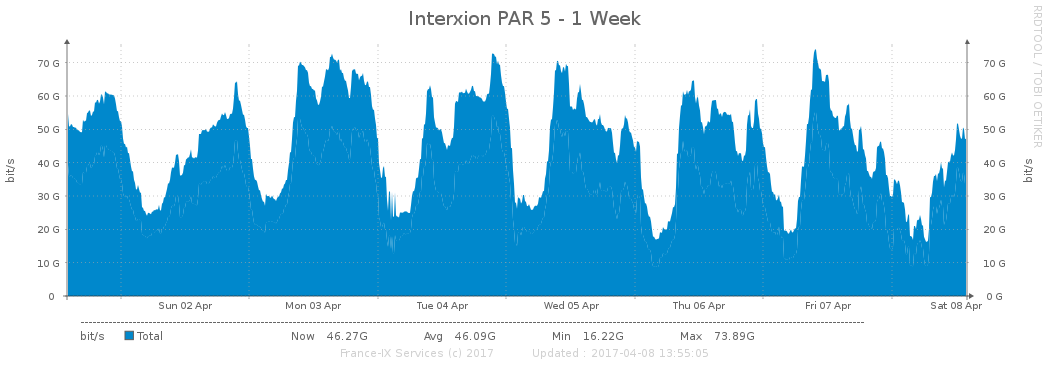 Interxion PAR 5 - 1 Week
RRDTOOL / TOBI OETIKER
bit/s
bit/s
70 G 70 G
60 G 60 G
50 G 50 G
40 G 40 G
30 G 30 G
20 G 20 G
10 G 10 G
0 0 G
Sun 02 Apr Mon 03 Apr Tue 04 Apr Wed 05 Apr Thu 06 Apr Fri 07 Apr Sat 08 Apr
bit/s Total Now 46.27G Avg 46.09G Min 16.22G Max 73.89G
France-IX Services (c) 2017 Updated : 2017-04-08 13:55:05